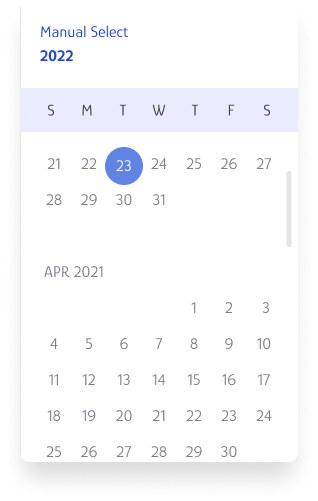 Manual Select
2022
S M T W T F S
21 22 23 24 25 26 27
28 29 30 31
APR 2021
1 2 3
4 5 6 7 8 9 10
11 12 13 14 15 16 17
18 19 20 21 22 23 24
25 26 27 28 29 30